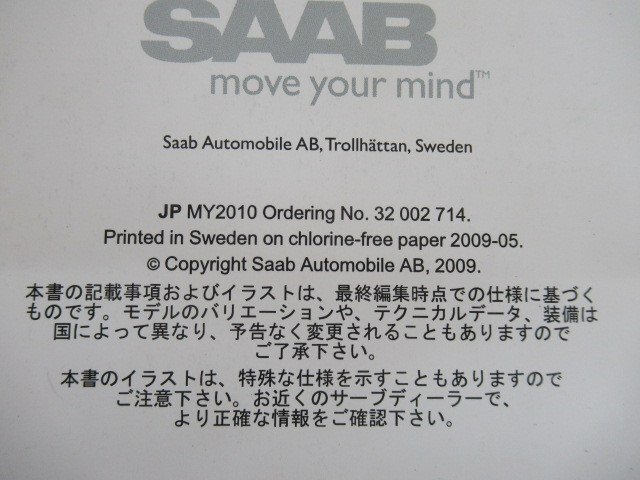 SAAB
move your mind™
Saab Automobile AB, Trollhättan, Sweden
JP MY2010 Ordering No. 32 002 714.
Printed in Sweden on chlorine-free paper 2009-05.
© Copyright Saab Automobile AB, 2009.
本書の記載事項およびイラストは、最終編集時点での仕様に基づく
ものです。モデルのバリエーションや、テクニカルデータ、装備は
国によって異なり、予告なく変更されることもありますので
ご了承下さい。
本書のイラストは、特殊な仕様を示すこともありますので
ご注意下さい。お近くのサーブディーラーで、
より正確な情報をご確認下さい。